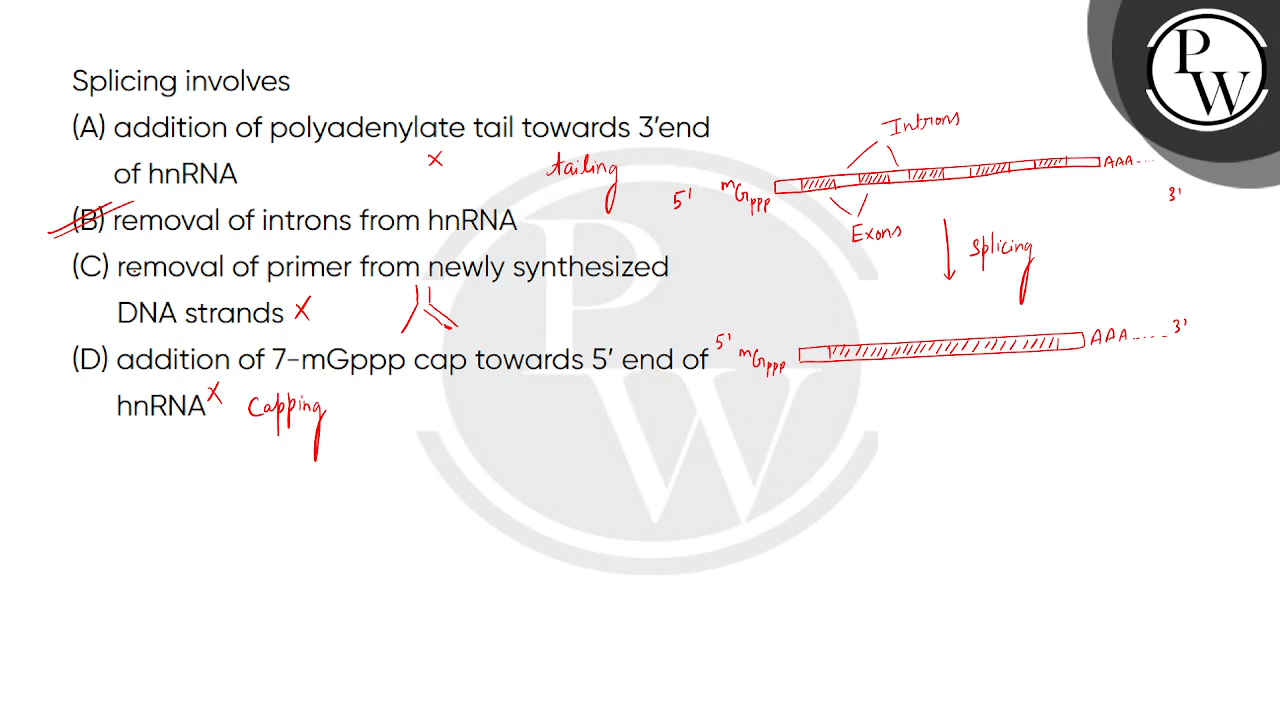 Splicing involves
(A) addition of polyadenylate tail towards 3'end
of hnRNA
x
tailing
(B) removal of introns from hnRNA
(C) removal of primer from newly synthesized
DNA strands x
(D) addition of 7-mGppp cap towards 5' end of
hnRNA x Capping
Introns
5' mGppp AAA....
3'
Exons
Splicing
5' mGppp AAA...... 3'
PW
PW